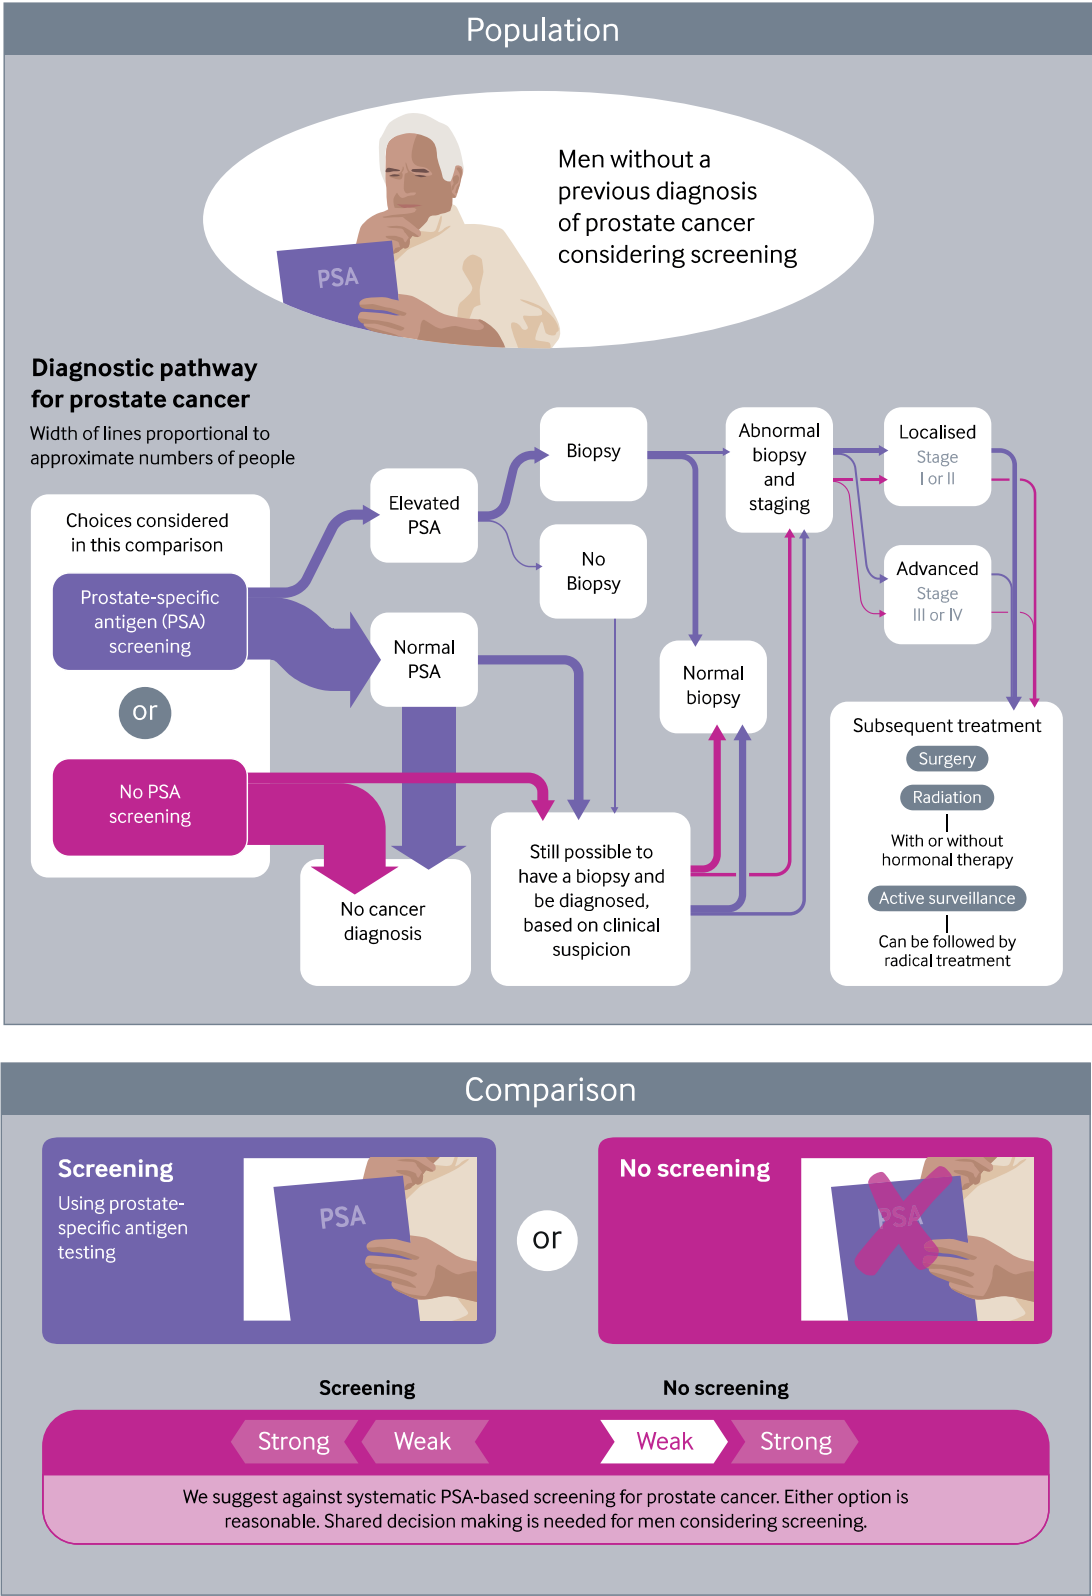 Population
PSA
Men without a
previous diagnosis
of prostate cancer
considering screening
Diagnostic pathway
for prostate cancer
Width of lines proportional to
approximate numbers of people
Choices considered
in this comparison
Prostate-specific
antigen (PSA)
screening
or
No PSA
screening
Elevated
PSA
Normal
PSA
Biopsy
No
Biopsy
Abnormal
biopsy
and
staging
Normal
biopsy
Localised
Stage
I or II
Advanced
Stage
III or IV
No cancer
diagnosis
Still possible to
have a biopsy and
be diagnosed,
based on clinical
suspicion
Subsequent treatment
Surgery
Radiation
With or without
hormonal therapy
Active surveillance
Can be followed by
radical treatment
Comparison
Screening
Using prostate-
specific antigen
testing
PSA
or
No screening
PSA
Screening
No screening
Strong
Weak
Weak
Strong
We suggest against systematic PSA-based screening for prostate cancer. Either option is
reasonable. Shared decision making is needed for men considering screening.